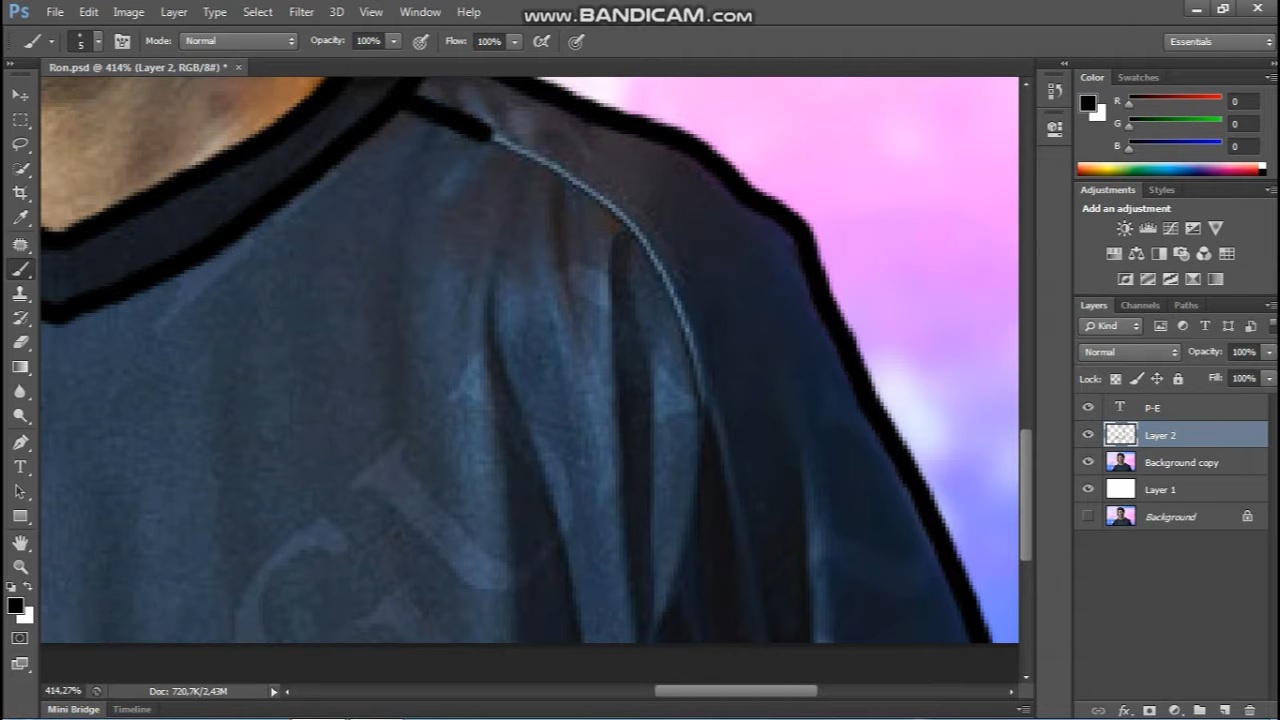 Ps File Edit Image Layer Type Select Filter 3D View Window Help
www.BANDICAM.com
5 Mode: Normal Opacity: 100% Flow: 100% Essentials
Ron.psd @ 414% (Layer 2, RGB/8#) * ×
Color Swatches
R 0
G 0
B 0
Adjustments Styles
Add an adjustment
Layers Channels Paths
Kind T
Normal Opacity: 100%
Lock: Fill: 100%
T P-E
Layer 2
Background copy
Layer 1
Background
T
414,27% Doc: 720,7K/2,43M
Mini Bridge Timeline
fx